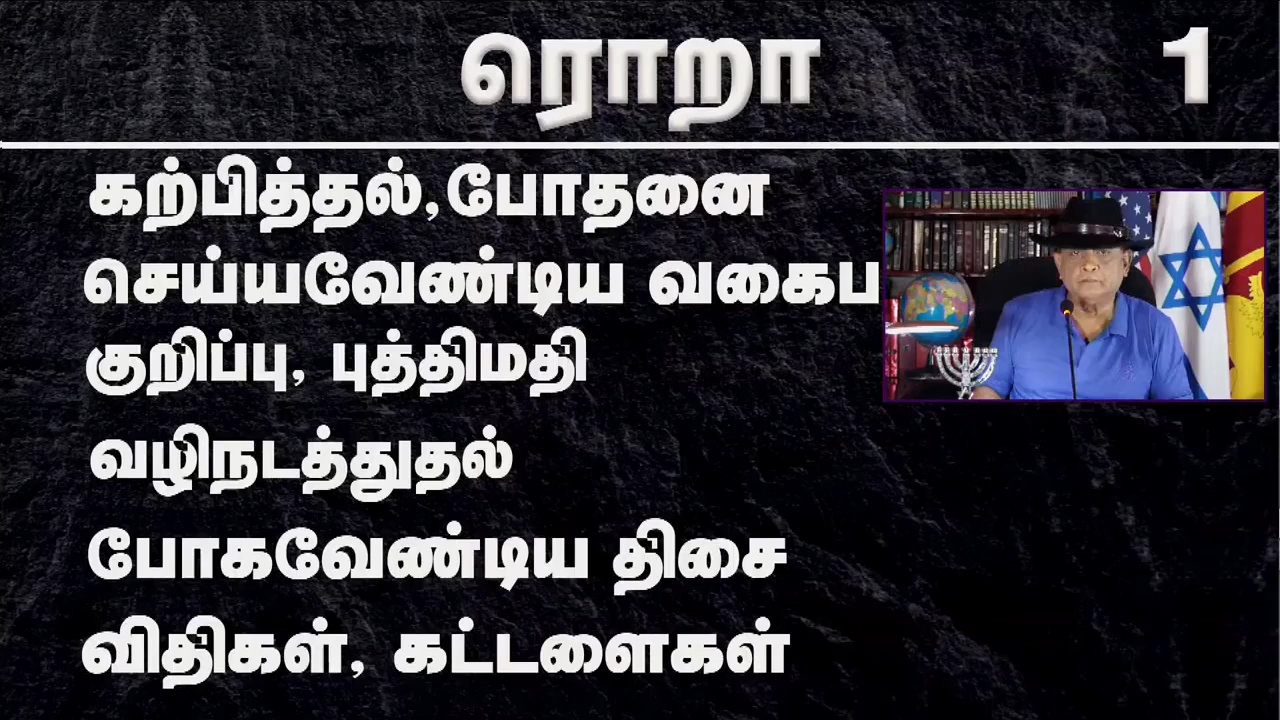 ரொறா
1
கற்பித்தல்,போதனை
செய்யவேண்டிய வகைப
குறிப்பு, புத்திமதி
வழிநடத்துதல்
போகவேண்டிய திசை
விதிகள், கட்டளைகள்